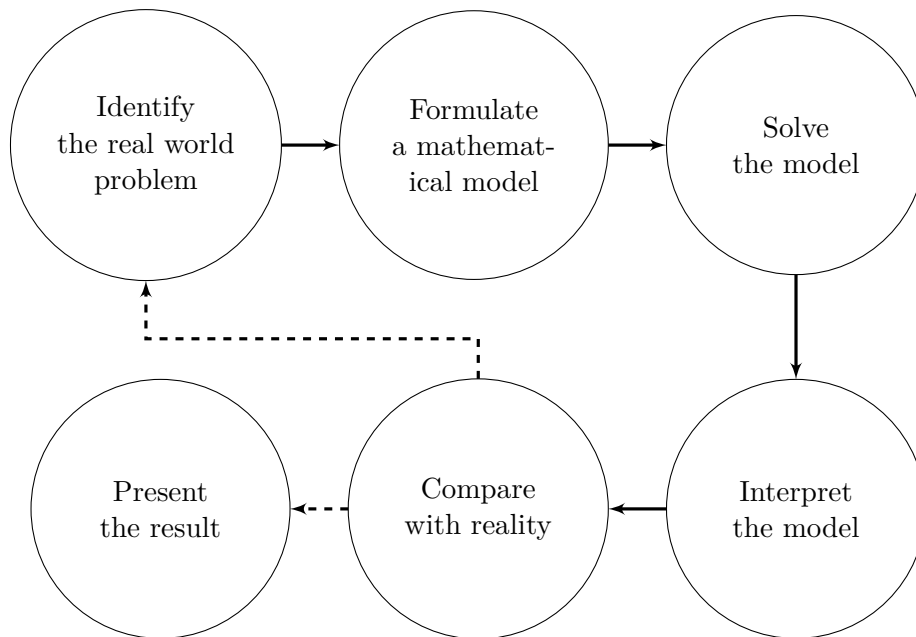 Identify
the real world
problem
Formulate
a mathemat-
ical model
Solve
the model
Interpret
the model
Compare
with reality
Present
the result